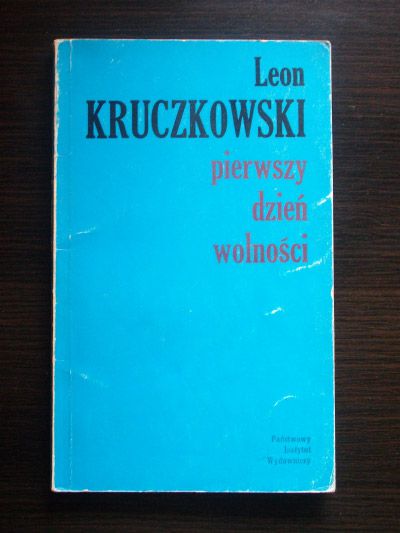 Leon
KRUCZKOWSKI
pierwszy
dzień
wolności
Państwowy
Instytut
Wydawniczy